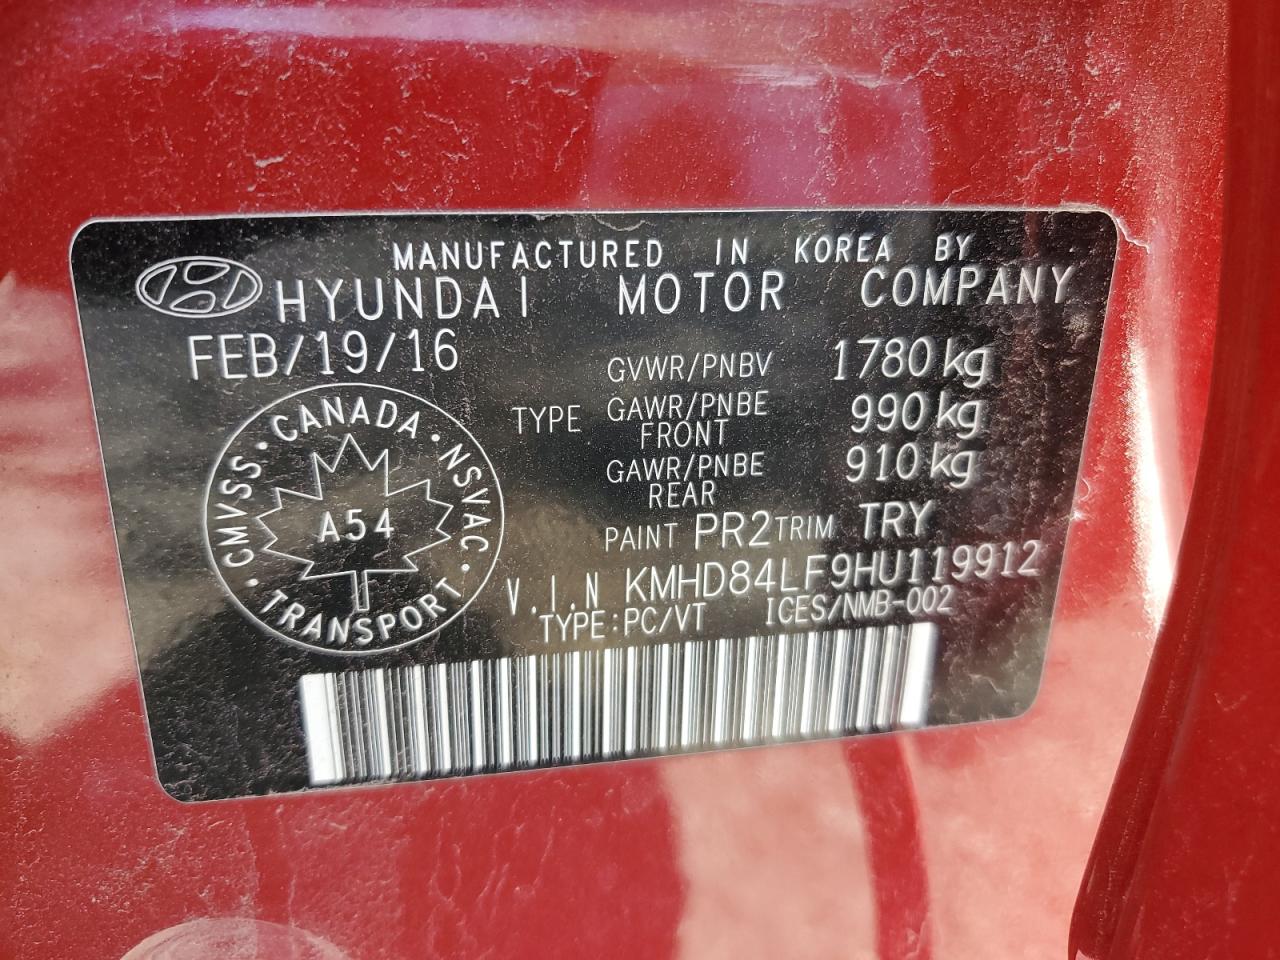 MANUFACTURED IN KOREA BY
HYUNDAI MOTOR COMPANY
FEB/19/16
GVWR/PNBV 1780 kg
TYPE GAWR/PNBE FRONT 990 kg
GAWR/PNBE REAR 910 kg
PAINT PR2 TRIM TRY
V.I.N KMHD84LF9HU119912
TYPE:PC/VT ICES/NMB-002
CANADA · NSVAC · TRANSPORT · CMVSS ·
A54